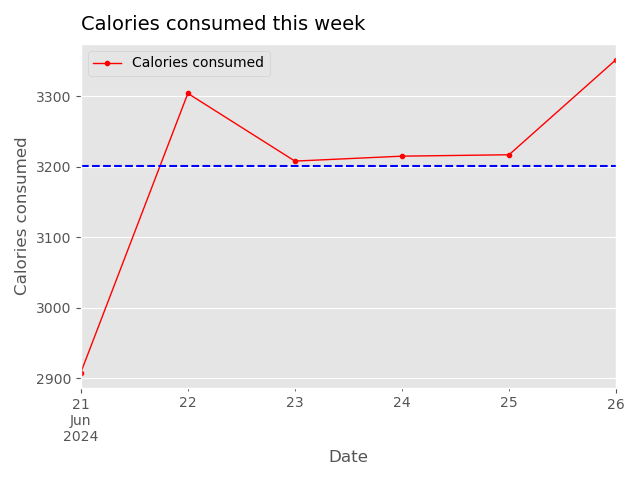 Calories consumed this week
Calories consumed
3300
3200
3100
3000
2900
Calories consumed
21
Jun
2024
22
23
24
25
26
Date